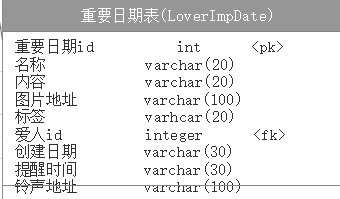 重要日期表(LoverImpDate)
重要日期id int <pk>
名称 varchar(20)
内容 varchar(20)
图片地址 varchar(100)
标签 varhcar(20)
爱人id integer <fk>
创建日期 varchar(30)
提醒时间 varchar(30)
铃声地址 varchar(100)